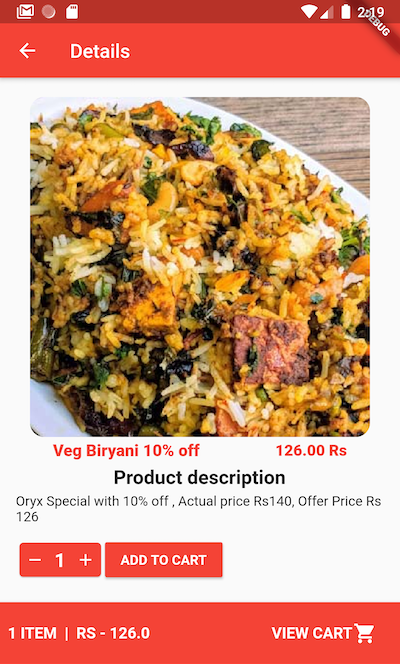 2:19
DEBUG
Details
Veg Biryani 10% off
126.00 Rs
Product description
Oryx Special with 10% off , Actual price Rs140, Offer Price Rs
126
− 1 +
ADD TO CART
1 ITEM | RS - 126.0
VIEW CART